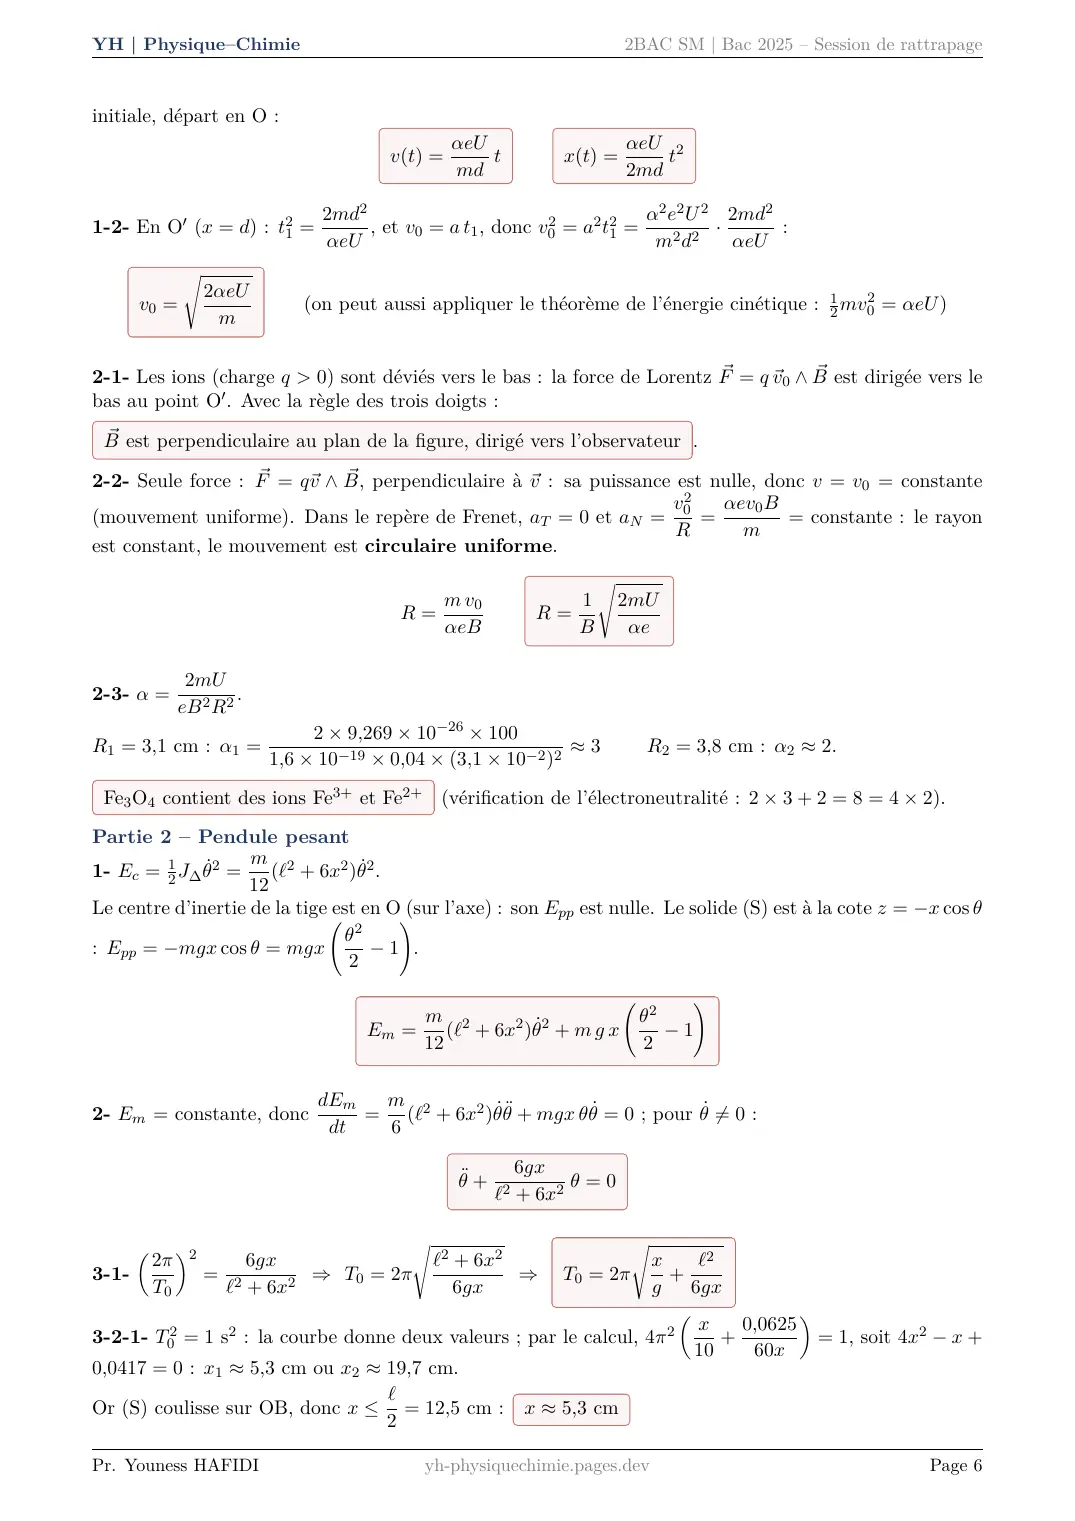 YH | Physique–Chimie 2BAC SM | Bac 2025 – Session de rattrapage
initiale, départ en O :
v(t) = αeU/md t x(t) = αeU/2md t²
1-2- En O′ (x = d) : t₁² = 2md²/αeU, et v₀ = a t₁, donc v₀² = a²t₁² = α²e²U²/m²d² · 2md²/αeU :
v₀ = √(2αeU/m) (on peut aussi appliquer le théorème de l'énergie cinétique : ½mv₀² = αeU)
2-1- Les ions (charge q > 0) sont déviés vers le bas : la force de Lorentz F⃗ = q v⃗₀ ∧ B⃗ est dirigée vers le
bas au point O′. Avec la règle des trois doigts :
B⃗ est perpendiculaire au plan de la figure, dirigé vers l'observateur.
2-2- Seule force : F⃗ = qv⃗ ∧ B⃗, perpendiculaire à v⃗ : sa puissance est nulle, donc v = v₀ = constante
(mouvement uniforme). Dans le repère de Frenet, a_T = 0 et a_N = v₀²/R = αev₀B/m = constante : le rayon
est constant, le mouvement est circulaire uniforme.
R = m v₀/αeB R = 1/B √(2mU/αe)
2-3- α = 2mU/eB²R².
R₁ = 3,1 cm : α₁ = 2 × 9,269 × 10⁻²⁶ × 100/1,6 × 10⁻¹⁹ × 0,04 × (3,1 × 10⁻²)² ≈ 3 R₂ = 3,8 cm : α₂ ≈ 2.
Fe₃O₄ contient des ions Fe³⁺ et Fe²⁺ (vérification de l'électroneutralité : 2 × 3 + 2 = 8 = 4 × 2).
Partie 2 – Pendule pesant
1- E_c = ½J_Δθ̇² = m/12(ℓ² + 6x²)θ̇².
Le centre d'inertie de la tige est en O (sur l'axe) : son E_pp est nulle. Le solide (S) est à la cote z = −x cos θ
: E_pp = −mgx cos θ = mgx (θ²/2 − 1).
E_m = m/12(ℓ² + 6x²)θ̇² + m g x (θ²/2 − 1)
2- E_m = constante, donc dE_m/dt = m/6(ℓ² + 6x²)θ̇θ̈ + mgx θθ̇ = 0 ; pour θ̇ ≠ 0 :
θ̈ + 6gx/ℓ² + 6x² θ = 0
3-1- (2π/T₀)² = 6gx/ℓ² + 6x² ⇒ T₀ = 2π√(ℓ² + 6x²/6gx) ⇒ T₀ = 2π√(x/g + ℓ²/6gx)
3-2-1- T₀² = 1 s² : la courbe donne deux valeurs ; par le calcul, 4π² (x/10 + 0,0625/60x) = 1, soit 4x² − x +
0,0417 = 0 : x₁ ≈ 5,3 cm ou x₂ ≈ 19,7 cm.
Or (S) coulisse sur OB, donc x ≤ ℓ/2 = 12,5 cm : x ≈ 5,3 cm
Pr. Youness HAFIDI yh-physiquechimie.pages.dev Page 6